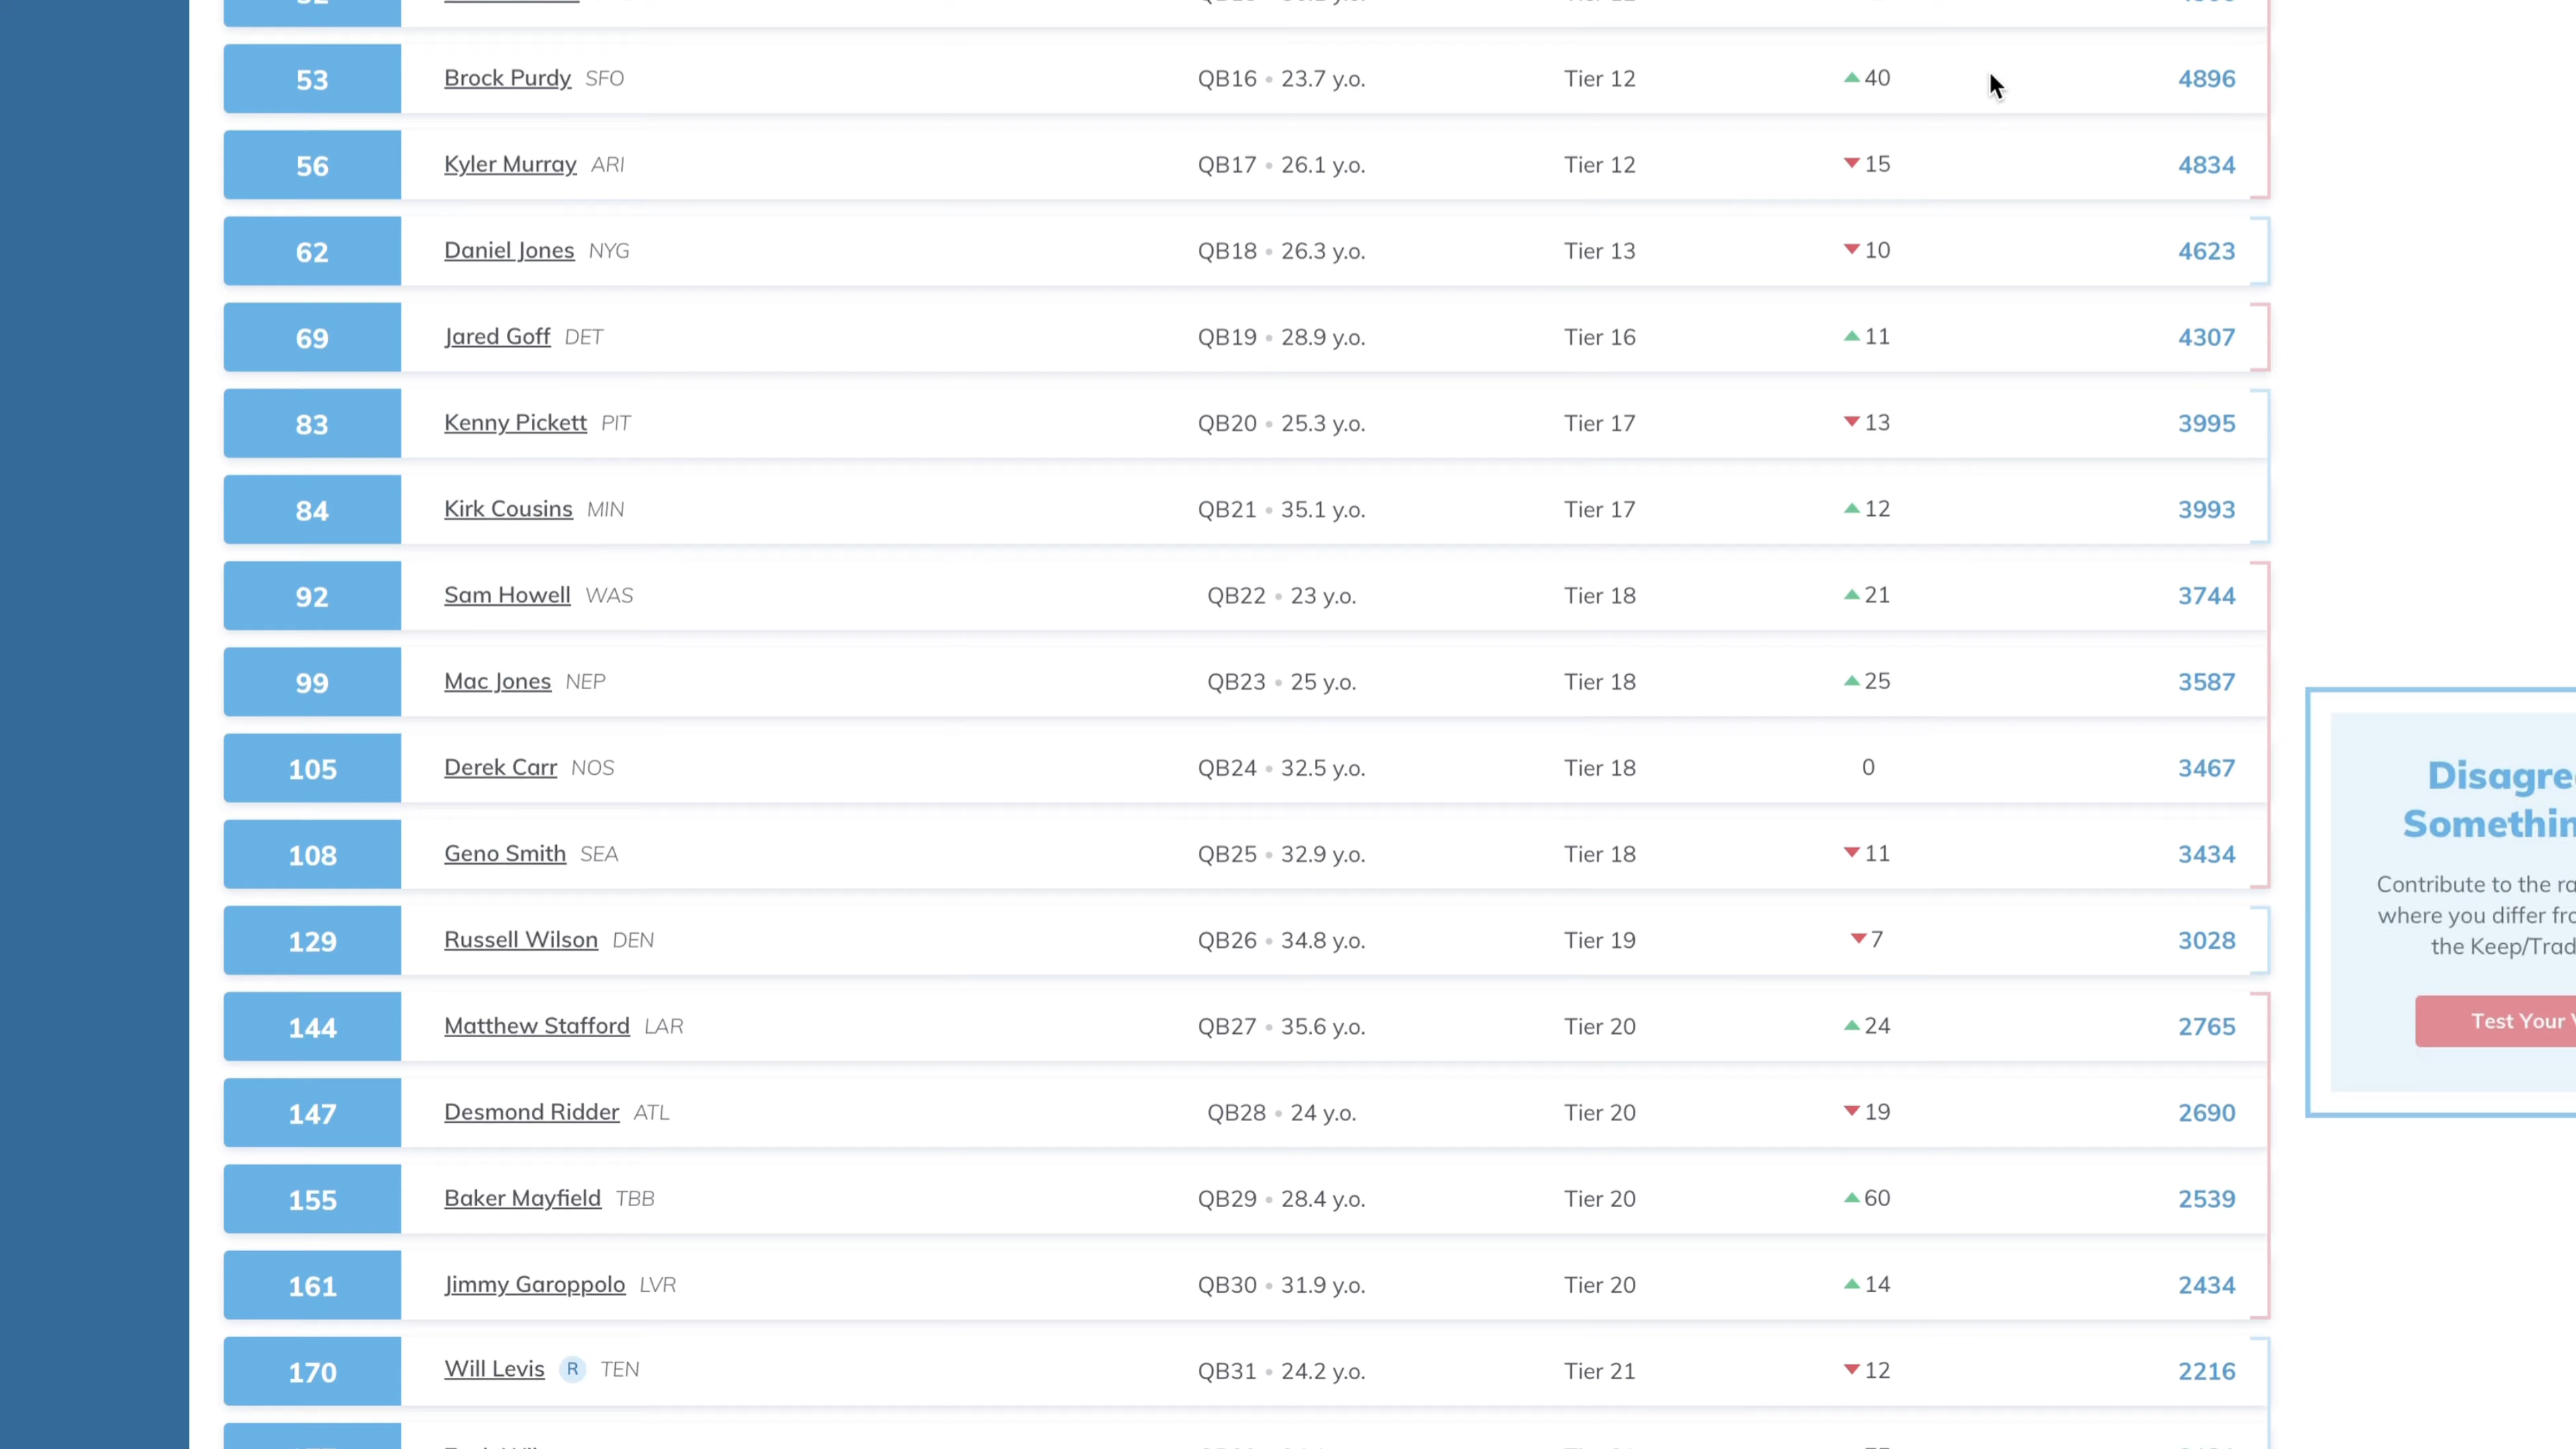 53 Brock Purdy SFO QB16 • 23.7 y.o. Tier 12 ▲ 40 4896
56 Kyler Murray ARI QB17 • 26.1 y.o. Tier 12 ▼ 15 4834
62 Daniel Jones NYG QB18 • 26.3 y.o. Tier 13 ▼ 10 4623
69 Jared Goff DET QB19 • 28.9 y.o. Tier 16 ▲ 11 4307
83 Kenny Pickett PIT QB20 • 25.3 y.o. Tier 17 ▼ 13 3995
84 Kirk Cousins MIN QB21 • 35.1 y.o. Tier 17 ▲ 12 3993
92 Sam Howell WAS QB22 • 23 y.o. Tier 18 ▲ 21 3744
99 Mac Jones NEP QB23 • 25 y.o. Tier 18 ▲ 25 3587
105 Derek Carr NOS QB24 • 32.5 y.o. Tier 18 0 3467
108 Geno Smith SEA QB25 • 32.9 y.o. Tier 18 ▼ 11 3434
129 Russell Wilson DEN QB26 • 34.8 y.o. Tier 19 ▼ 7 3028
144 Matthew Stafford LAR QB27 • 35.6 y.o. Tier 20 ▲ 24 2765
147 Desmond Ridder ATL QB28 • 24 y.o. Tier 20 ▼ 19 2690
155 Baker Mayfield TBB QB29 • 28.4 y.o. Tier 20 ▲ 60 2539
161 Jimmy Garoppolo LVR QB30 • 31.9 y.o. Tier 20 ▲ 14 2434
170 Will Levis R TEN QB31 • 24.2 y.o. Tier 21 ▼ 12 2216
Disagre
Somethin
Contribute to the ra
where you differ fro
the Keep/Trad
Test Your